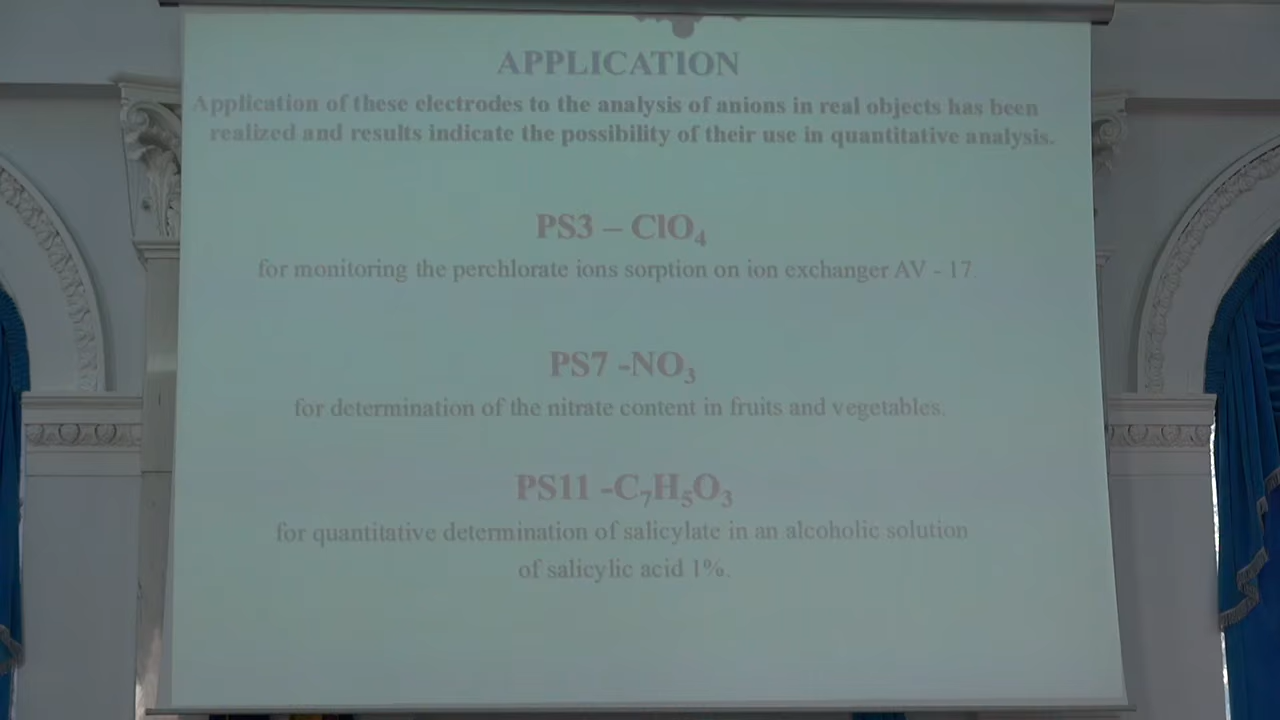 APPLICATION
Application of these electrodes to the analysis of anions in real objects has been
realized and results indicate the possibility of their use in quantitative analysis.
PS3 – ClO₄
for monitoring the perchlorate ions sorption on ion exchanger AV - 17.
PS7 -NO₃
for determination of the nitrate content in fruits and vegetables.
PS11 -C₇H₅O₃
for quantitative determination of salicylate in an alcoholic solution
of salicylic acid 1%.